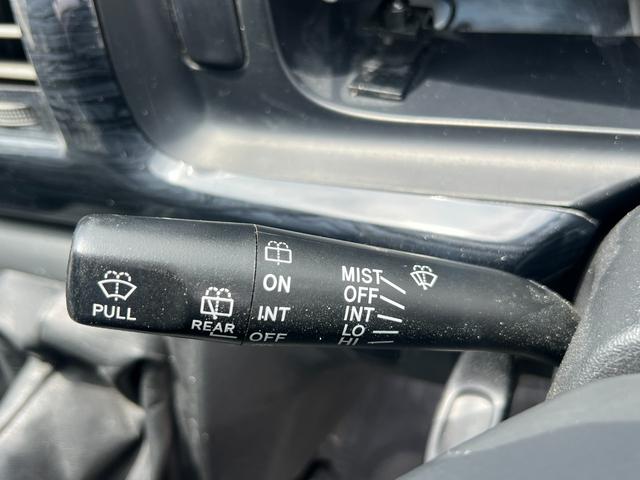 PULL
REAR
ON
INT
OFF
MIST
OFF
INT
LO
HI